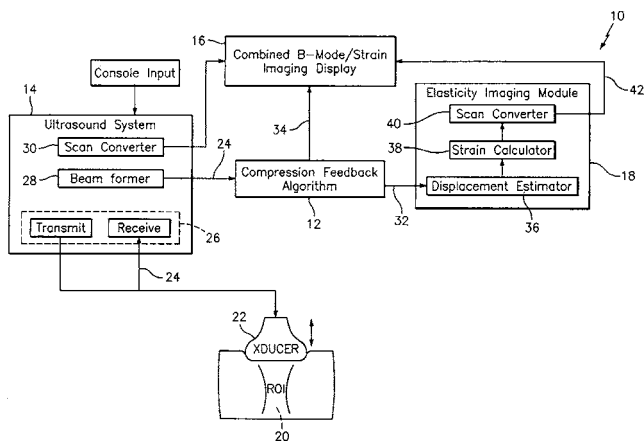 10
16
Combined B-Mode/Strain
Imaging Display
Console Input
14
42
Ultrasound System
Elasticity Imaging Module
40
Scan Converter
30
Scan Converter
34
38
Strain Calculator
24
18
28
Beam former
Compression Feedback
Algorithm
Displacement Estimator
12
32
36
Transmit
Receive
26
24
22
XDUCER
ROI
20